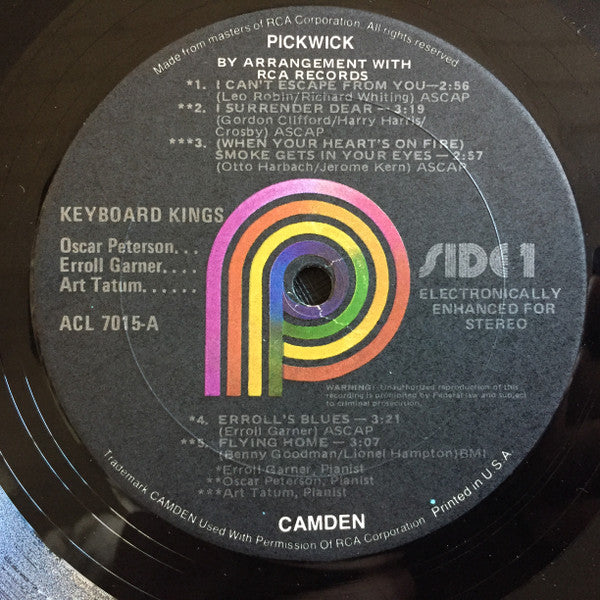 Made from masters of RCA Corporation. All rights reserved.
PICKWICK
BY ARRANGEMENT WITH
RCA RECORDS
*1. I CAN'T ESCAPE FROM YOU—2:56
(Leo Robin/Richard Whiting) ASCAP
**2. I SURRENDER DEAR — 3:19
(Gordon Clifford/Harry Harris/
Crosby) ASCAP
***3. (WHEN YOUR HEART'S ON FIRE)
SMOKE GETS IN YOUR EYES — 2:57
(Otto Harbach/Jerome Kern) ASCAP
KEYBOARD KINGS
Oscar Peterson. . .
Erroll Garner. . . .
Art Tatum. . . . . .
ACL 7015-A
SIDE 1
ELECTRONICALLY
ENHANCED FOR
STEREO
WARNING: Unauthorized reproduction of this
recording is prohibited by Federal law and subject
to criminal prosecution.
*4. ERROLL'S BLUES — 3:21
(Erroll Garner) ASCAP
**5. FLYING HOME — 3:07
(Benny Goodman/Lionel Hampton) BMI
*Erroll Garner, Pianist
**Oscar Peterson, Pianist
***Art Tatum, Pianist
CAMDEN
Trademark CAMDEN Used With Permission Of RCA Corporation
Printed in U.S.A